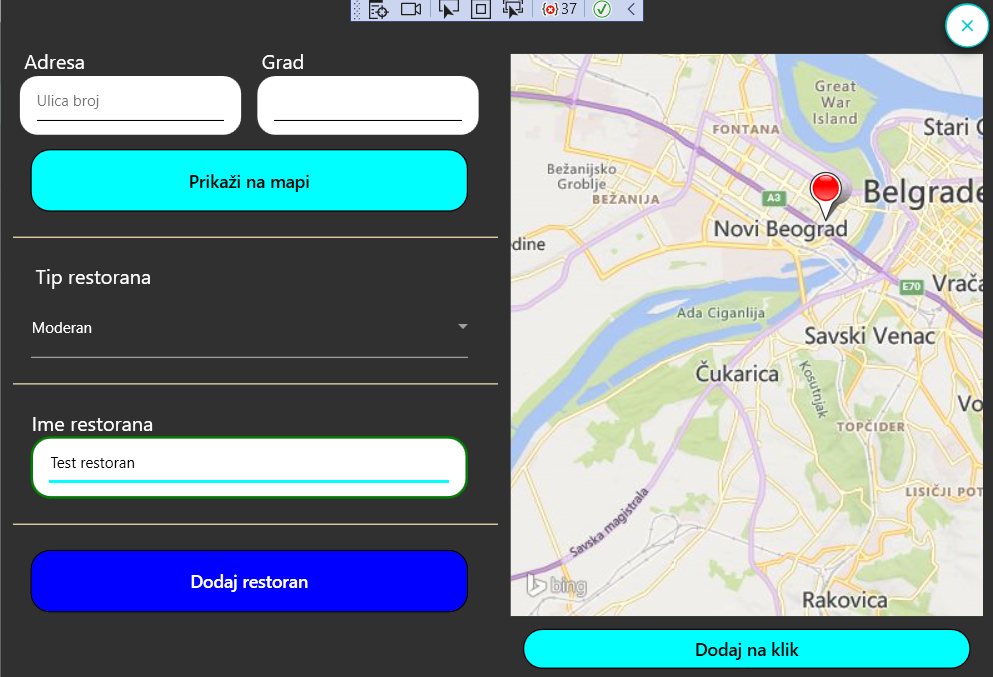 37
Adresa
Grad
Ulica broj
Prikaži na mapi
Tip restorana
Moderan
Ime restorana
Test restoran
Dodaj restoran
Great
War
Island
FONTANA
Stari
Bežanijsko
Groblje
BEŽANIJA
A3
Belgrade
Novi Beograd
dine
E70
Vrača
Ada Ciganlija
Savski Venac
Čukarica
Kosutnjak
Vo
TOPČIDER
LISIČJI POT
Savska magistrala
bing
Rakovica
Dodaj na klik